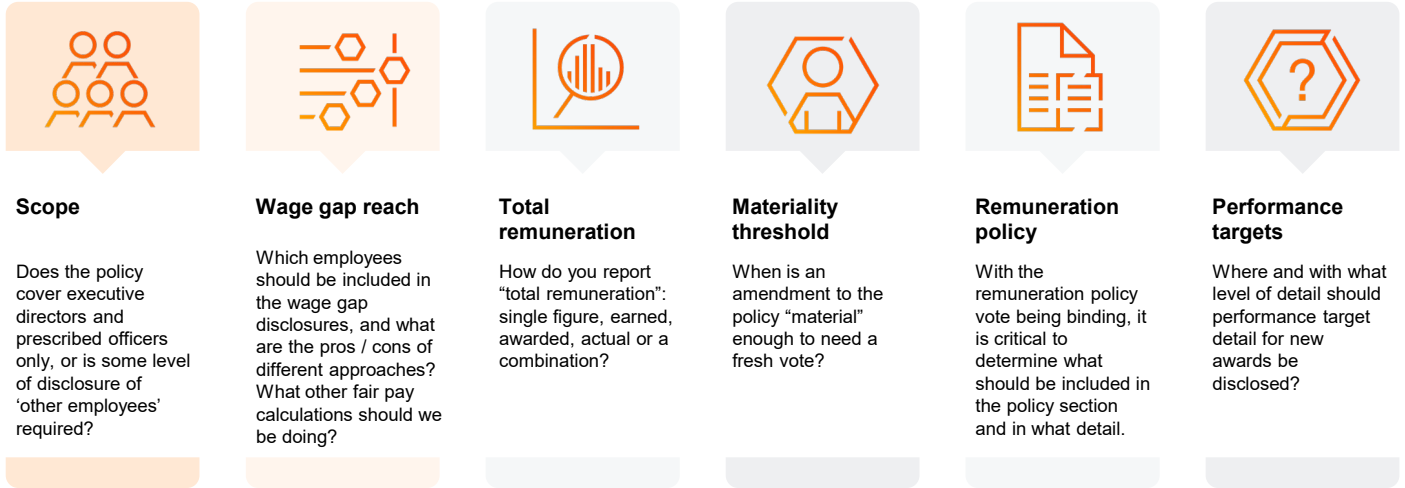 ?
Scope
Does the policy
cover executive
directors and
prescribed officers
only, or is some level
of disclosure of
‘other employees’
required?
Wage gap reach
Which employees
should be included in
the wage gap
disclosures, and what
are the pros / cons of
different approaches?
What other fair pay
calculations should we
be doing?
Total
remuneration
How do you report
“total remuneration”:
single figure, earned,
awarded, actual or a
combination?
Materiality
threshold
When is an
amendment to the
policy “material”
enough to need a
fresh vote?
Remuneration
policy
With the
remuneration policy
vote being binding, it
is critical to
determine what
should be included in
the policy section
and in what detail.
Performance
targets
Where and with what
level of detail should
performance target
detail for new
awards be
disclosed?